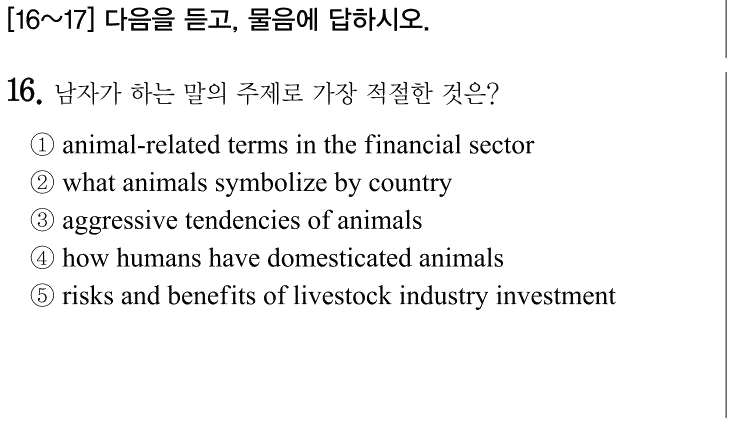 [16～17] 다음을 듣고, 물음에 답하시오.
16. 남자가 하는 말의 주제로 가장 적절한 것은?
① animal-related terms in the financial sector
② what animals symbolize by country
③ aggressive tendencies of animals
④ how humans have domesticated animals
⑤ risks and benefits of livestock industry investment